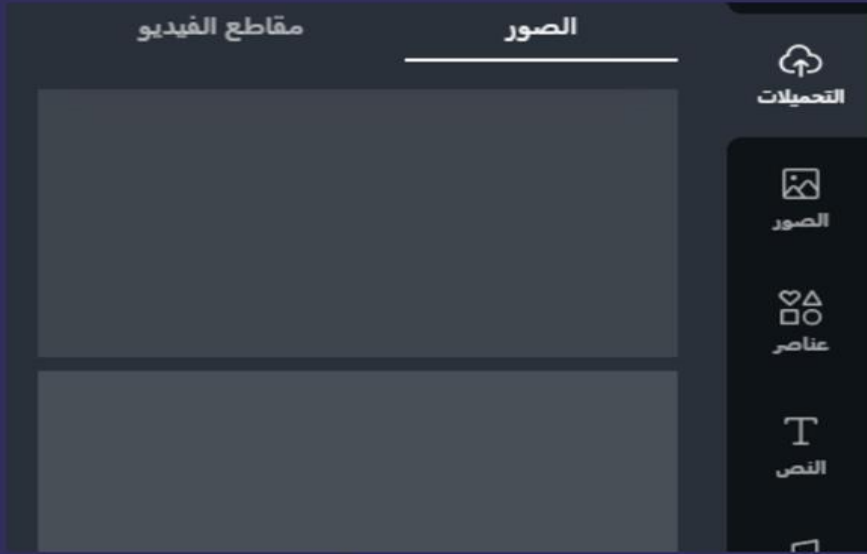 الصور
مقاطع الفيديو
التحميلات
الصور
عناصر
النص